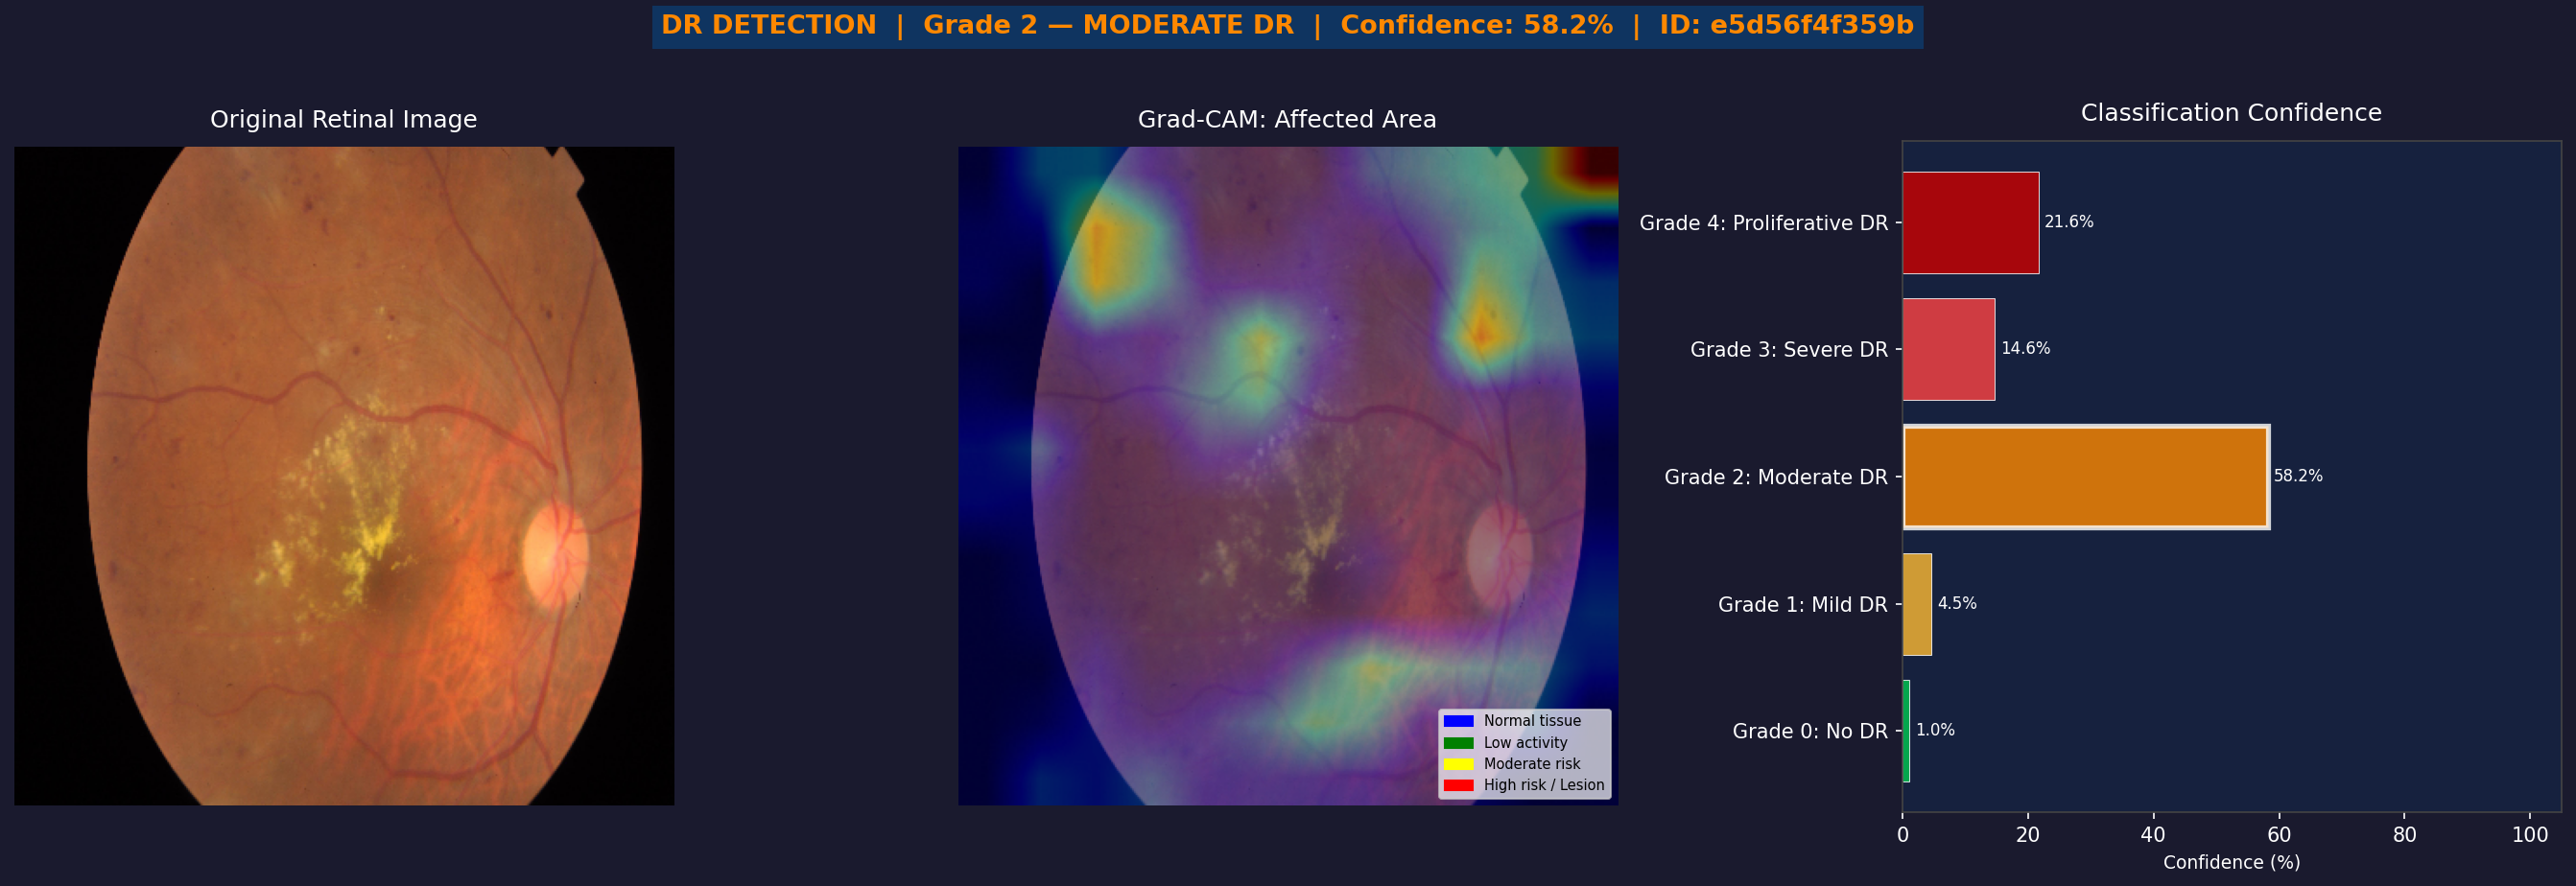 DR DETECTION | Grade 2 — MODERATE DR | Confidence: 58.2% | ID: e5d56f4f359b
Original Retinal Image
Grad-CAM: Affected Area
Normal tissue
Low activity
Moderate risk
High risk / Lesion
Classification Confidence
Grade 4: Proliferative DR
21.6%
Grade 3: Severe DR
14.6%
Grade 2: Moderate DR
58.2%
Grade 1: Mild DR
4.5%
Grade 0: No DR
1.0%
0 20 40 60 80 100
Confidence (%)